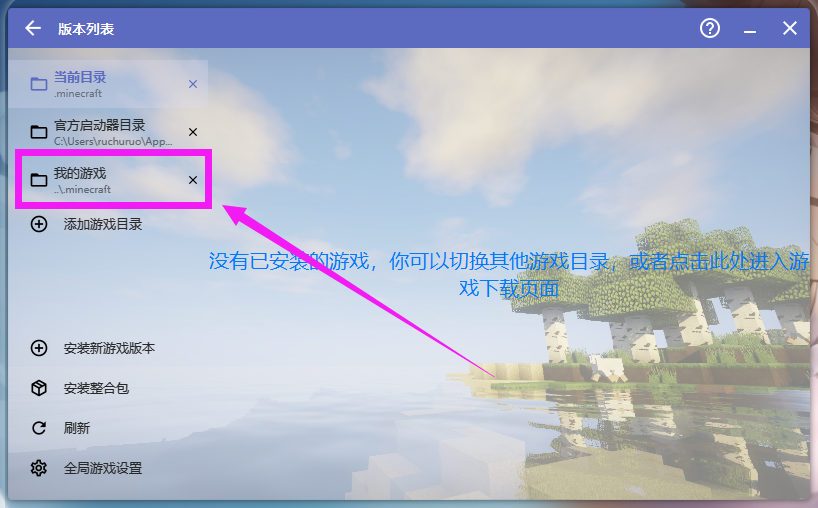 版本列表
当前目录
.minecraft
官方启动器目录
C:\Users\ruchuruo\App...
我的游戏
..\.minecraft
添加游戏目录
没有已安装的游戏，你可以切换其他游戏目录，或者点击此处进入游
戏下载页面
安装新游戏版本
安装整合包
刷新
全局游戏设置